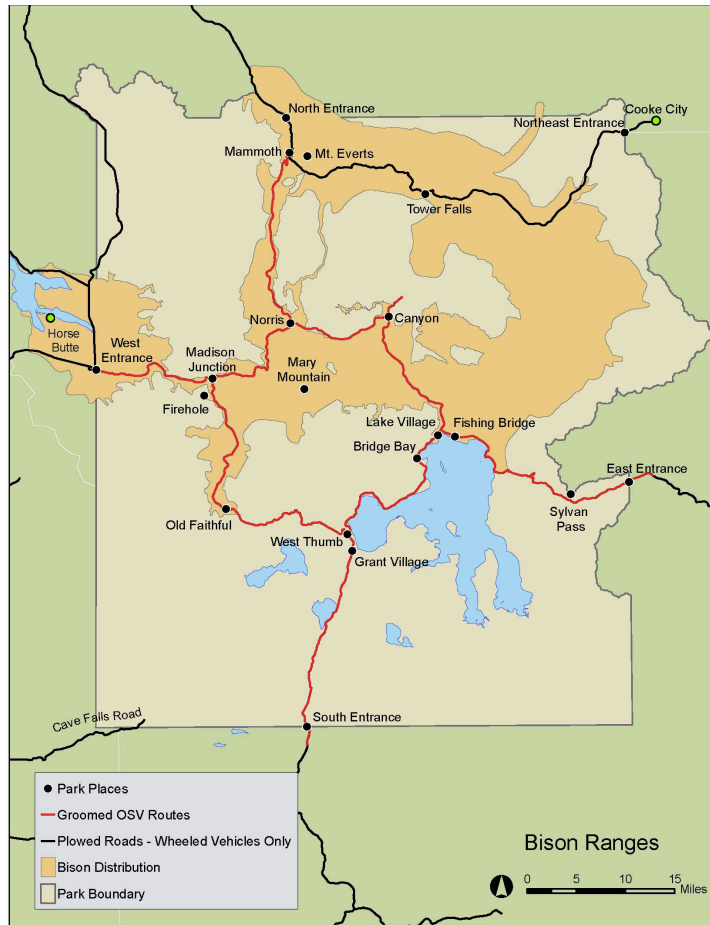 North Entrance
Cooke City
Northeast Entrance
Mammoth
Mt. Everts
Tower Falls
Horse
Butte
Norris
Canyon
West
Entrance
Madison
Junction
Mary
Mountain
Firehole
Lake Village
Fishing Bridge
Bridge Bay
East Entrance
Old Faithful
Sylvan
Pass
West Thumb
Grant Village
Cave Falls Road
South Entrance
Park Places
Groomed OSV Routes
Plowed Roads - Wheeled Vehicles Only
Bison Distribution
Park Boundary
Bison Ranges
0 5 10 15
Miles